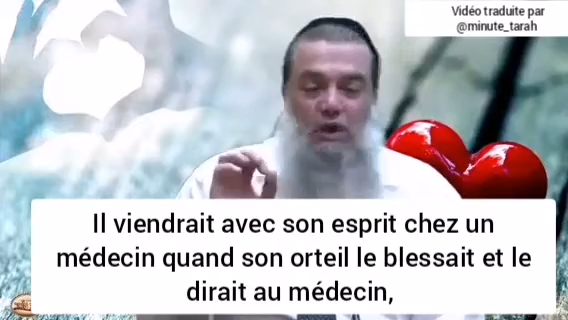 Vidéo traduite par
@minute_tarah
Il viendrait avec son esprit chez un
médecin quand son orteil le blessait et le
dirait au médecin,